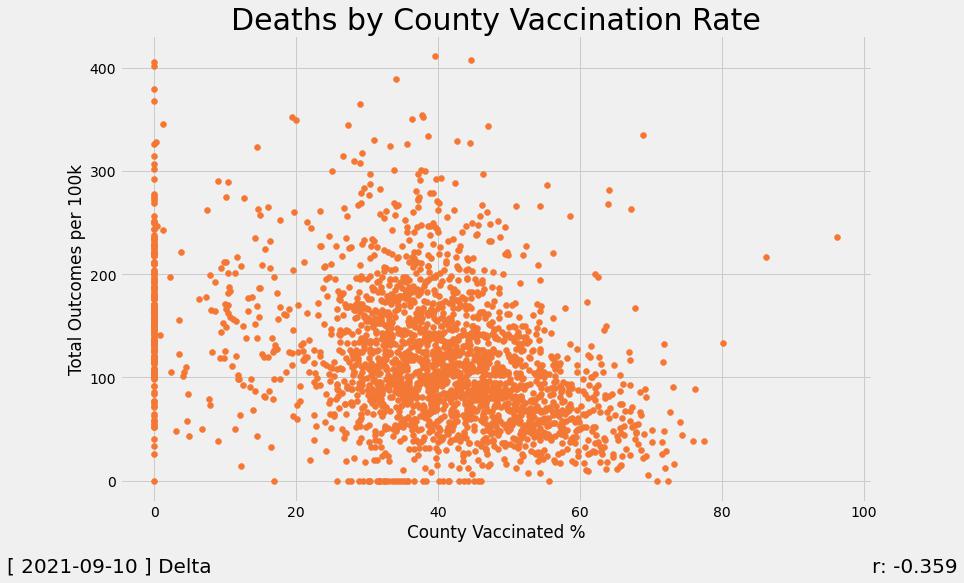 Deaths by County Vaccination Rate
Total Outcomes per 100k
400
300
200
100
0
0 20 40 60 80 100
County Vaccinated %
[ 2021-09-10 ] Delta
r: -0.359